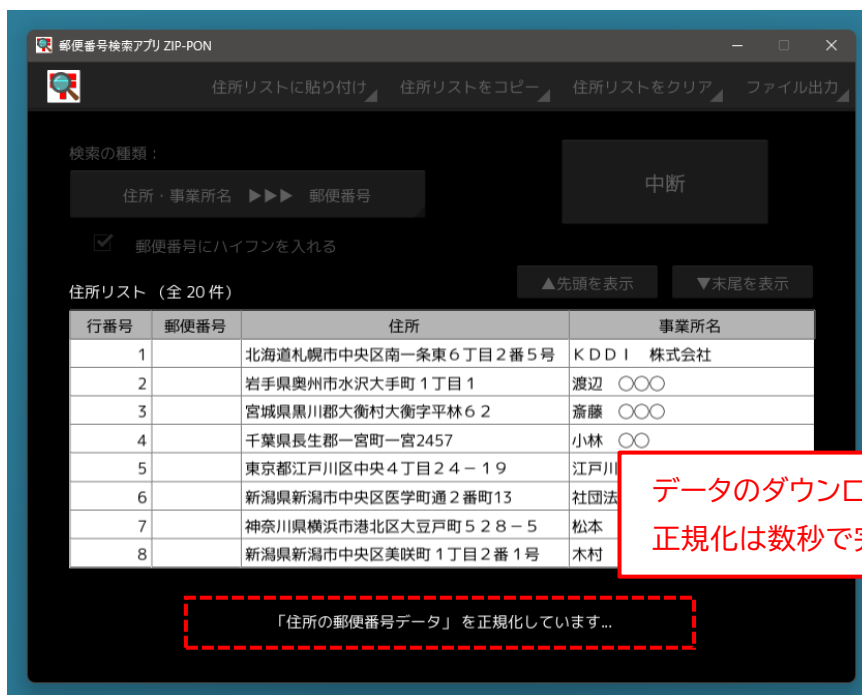 郵便番号検索アプリ ZIP-PON
住所リストに貼り付け 住所リストをコピー 住所リストをクリア ファイル出力
検索の種類：
住所・事業所名 ▶▶▶ 郵便番号
中断
郵便番号にハイフンを入れる
住所リスト （全 20 件）
▲先頭を表示 ▼末尾を表示
行番号 郵便番号 住所 事業所名
1 北海道札幌市中央区南一条東６丁目２番５号 ＫＤＤＩ　株式会社
2 岩手県奥州市水沢大手町１丁目１ 渡辺　〇〇〇
3 宮城県黒川郡大衡村大衡字平林６２ 斎藤　〇〇〇
4 千葉県長生郡一宮町一宮2457 小林　〇〇
5 東京都江戸川区中央４丁目２４－１９ 江戸川
6 新潟県新潟市中央区医学町通２番町13 社団法
7 神奈川県横浜市港北区大豆戸町５２８－５ 松本
8 新潟県新潟市中央区美咲町１丁目２番１号 木村
データのダウンロ
正規化は数秒で
「住所の郵便番号データ」 を正規化しています...